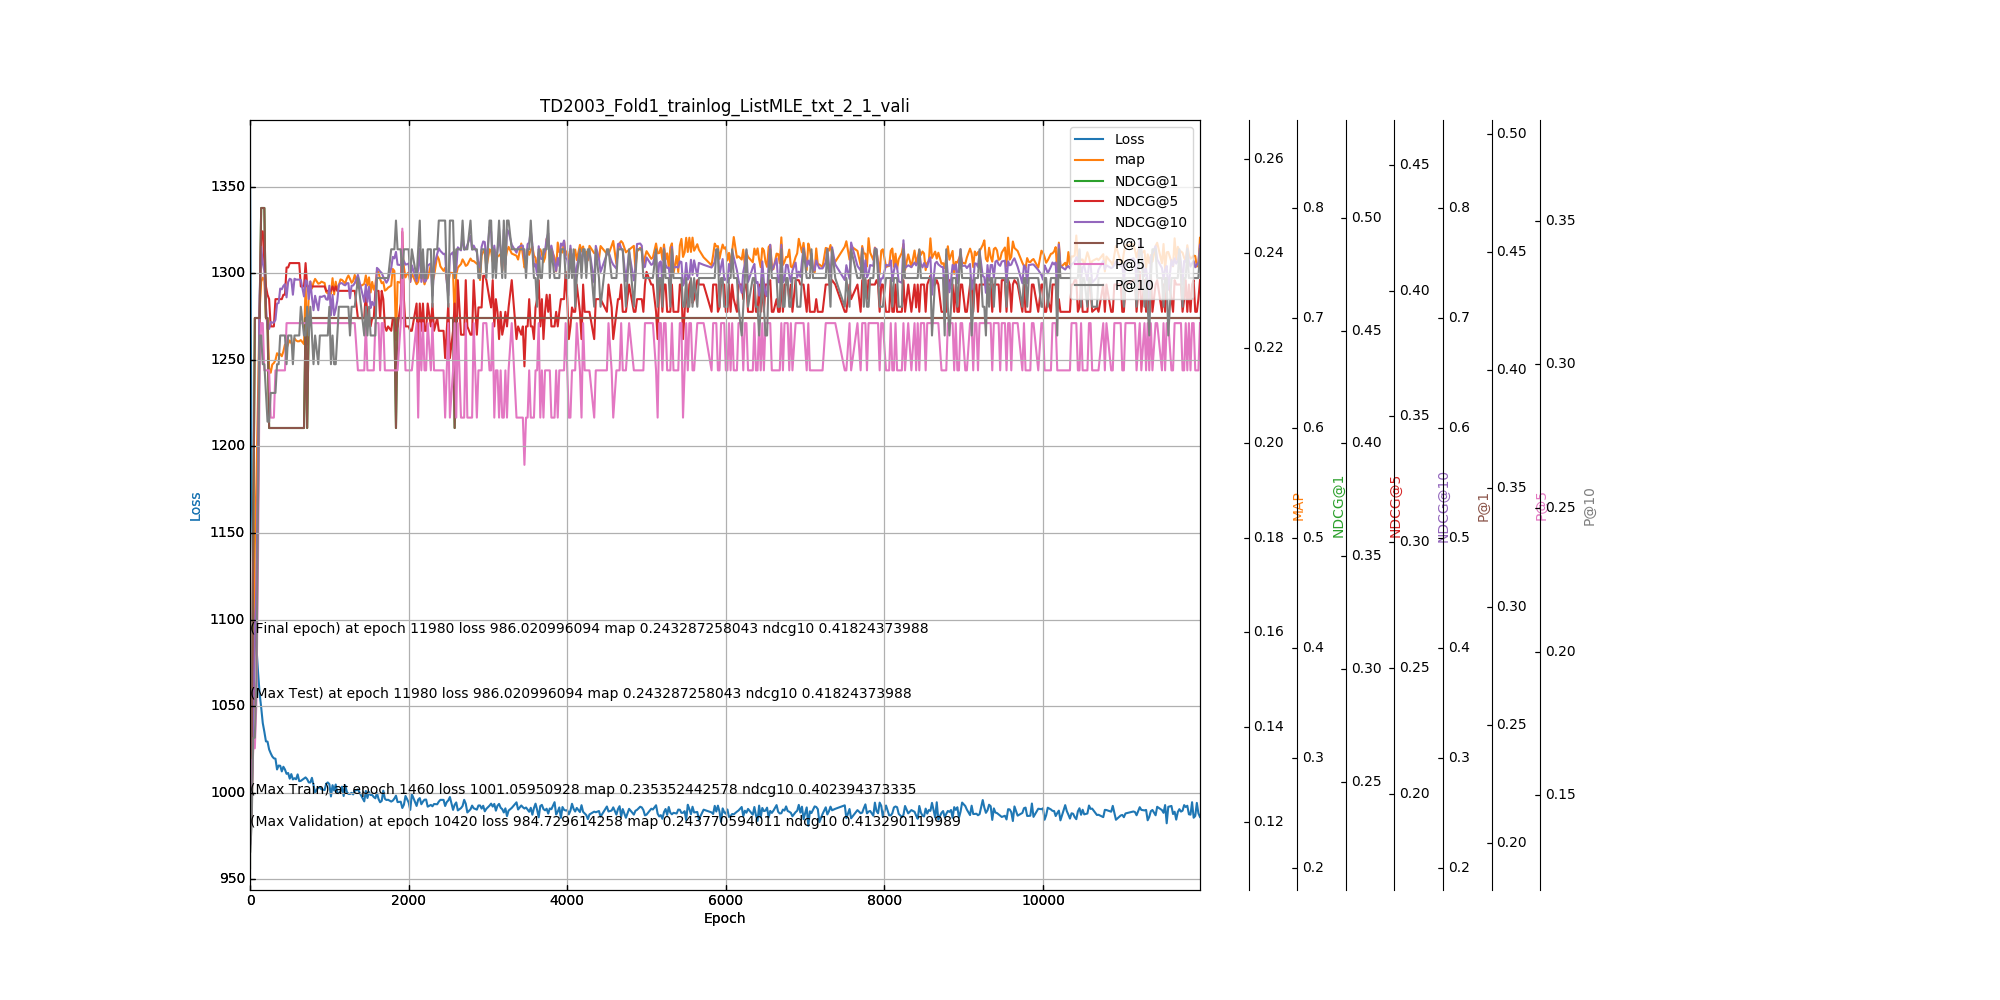 TD2003_Fold1_trainlog_ListMLE_txt_2_1_vali
Loss
map
NDCG@1
NDCG@5
NDCG@10
P@1
P@5
P@10
1350
1300
1250
1200
1150
1100
1050
1000
950
Loss
(Final epoch) at epoch 11980 loss 986.020996094 map 0.243287258043 ndcg10 0.41824373988
(Max Test) at epoch 11980 loss 986.020996094 map 0.243287258043 ndcg10 0.41824373988
(Max Train) at epoch 1460 loss 1001.05950928 map 0.235352442578 ndcg10 0.402394373335
(Max Validation) at epoch 10420 loss 984.729614258 map 0.243770594011 ndcg10 0.413290119989
0 2000 4000 6000 8000 10000
Epoch
0.26
0.24
0.22
0.20
0.18
0.16
0.14
0.12
MAP
0.8
0.7
0.6
0.5
0.4
0.3
0.2
NDCG@1
0.50
0.45
0.40
0.35
0.30
0.25
NDCG@5
0.45
0.40
0.35
0.30
0.25
0.20
NDCG@10
0.8
0.7
0.6
0.5
0.4
0.3
0.2
P@1
0.50
0.45
0.40
0.35
0.30
0.25
0.20
P@5
0.35
0.30
0.25
0.20
0.15
P@10